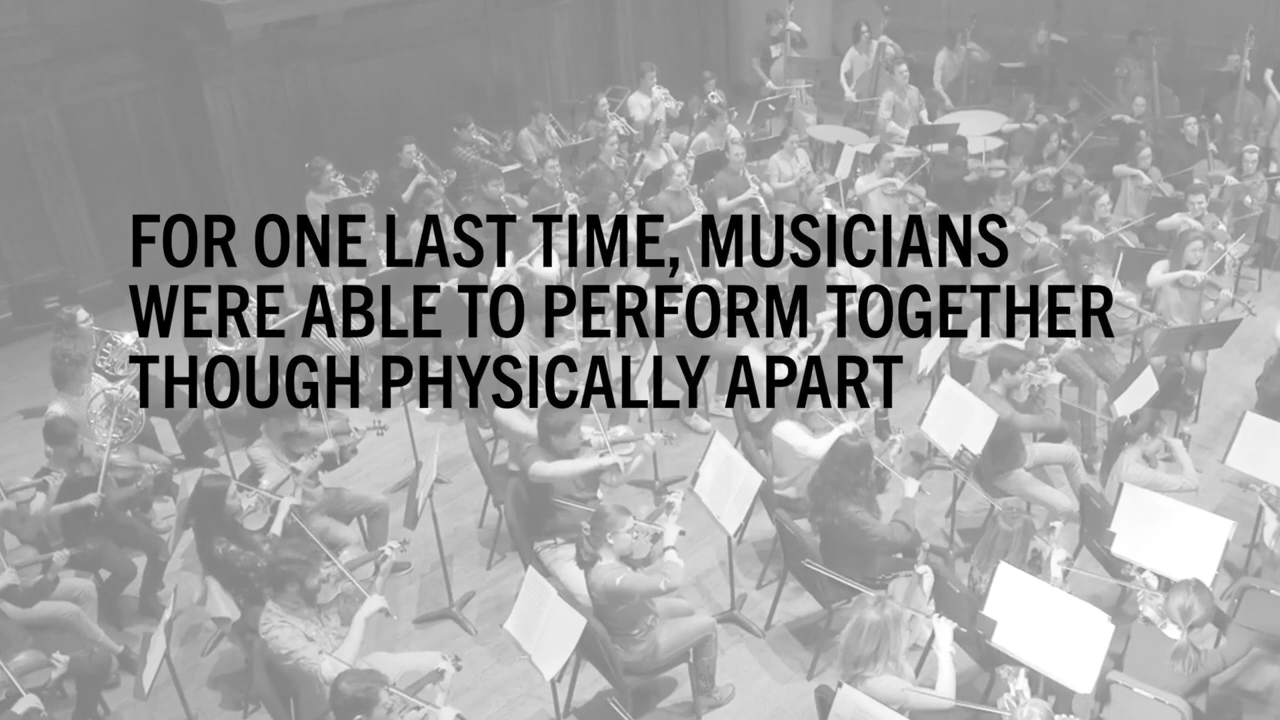 FOR ONE LAST TIME, MUSICIANS
WERE ABLE TO PERFORM TOGETHER
THOUGH PHYSICALLY APART